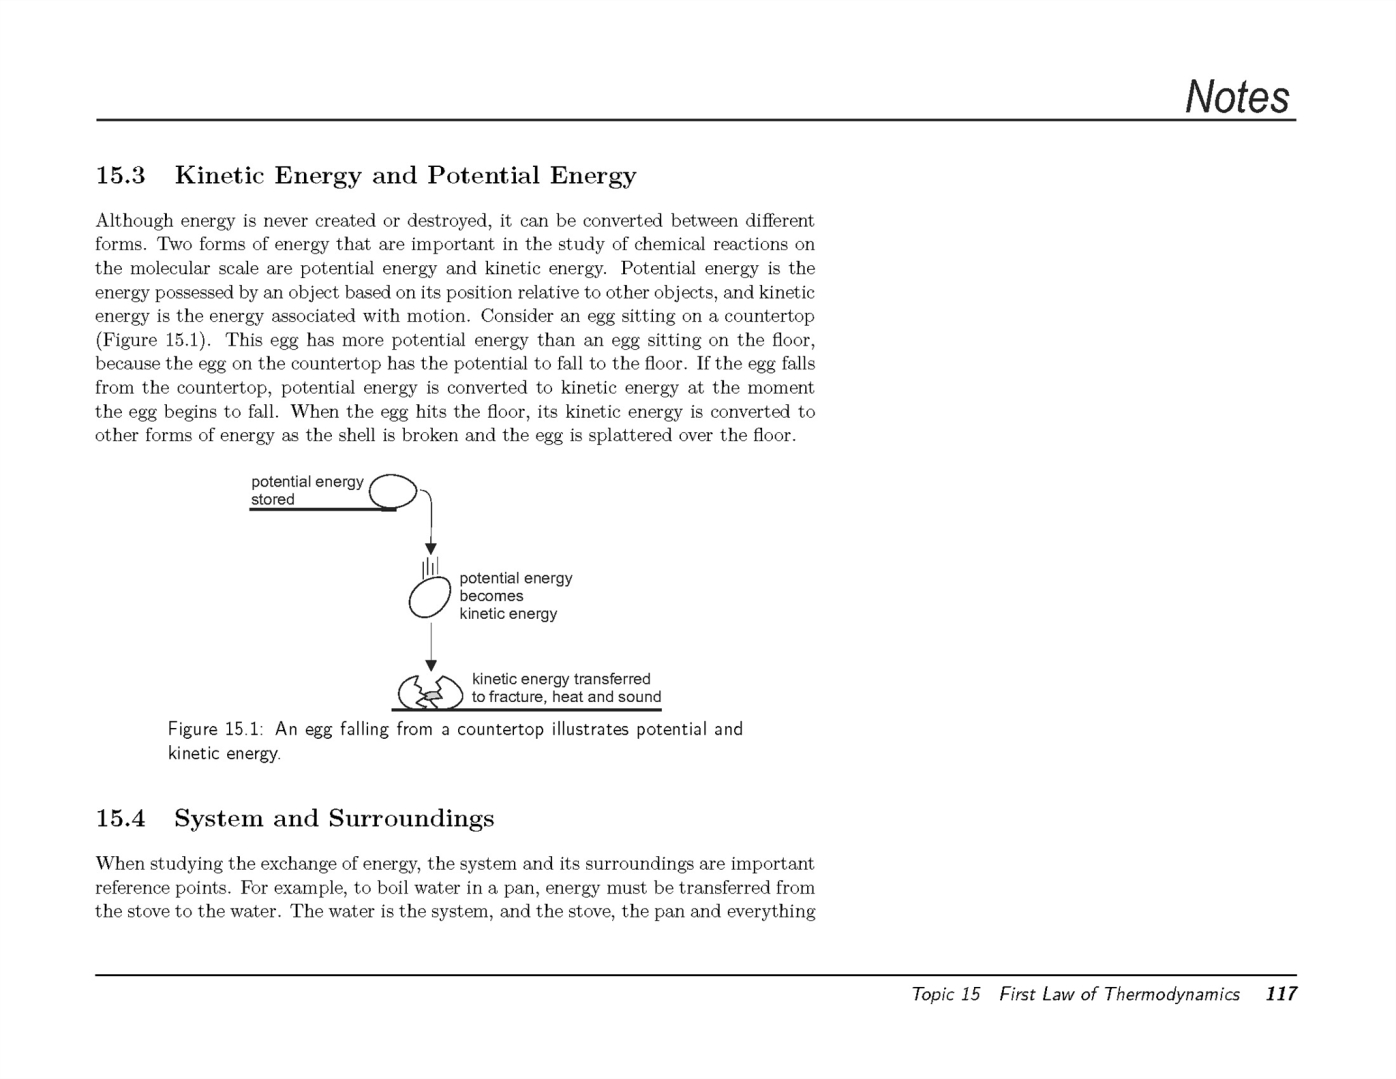 Notes
15.3 Kinetic Energy and Potential Energy
Although energy is never created or destroyed, it can be converted between different
forms. Two forms of energy that are important in the study of chemical reactions on
the molecular scale are potential energy and kinetic energy. Potential energy is the
energy possessed by an object based on its position relative to other objects, and kinetic
energy is the energy associated with motion. Consider an egg sitting on a countertop
(Figure 15.1). This egg has more potential energy than an egg sitting on the floor,
because the egg on the countertop has the potential to fall to the floor. If the egg falls
from the countertop, potential energy is converted to kinetic energy at the moment
the egg begins to fall. When the egg hits the floor, its kinetic energy is converted to
other forms of energy as the shell is broken and the egg is splattered over the floor.
potential energy
stored
potential energy
becomes
kinetic energy
kinetic energy transferred
to fracture, heat and sound
Figure 15.1: An egg falling from a countertop illustrates potential and
kinetic energy.
15.4 System and Surroundings
When studying the exchange of energy, the system and its surroundings are important
reference points. For example, to boil water in a pan, energy must be transferred from
the stove to the water. The water is the system, and the stove, the pan and everything
Topic 15 First Law of Thermodynamics 117